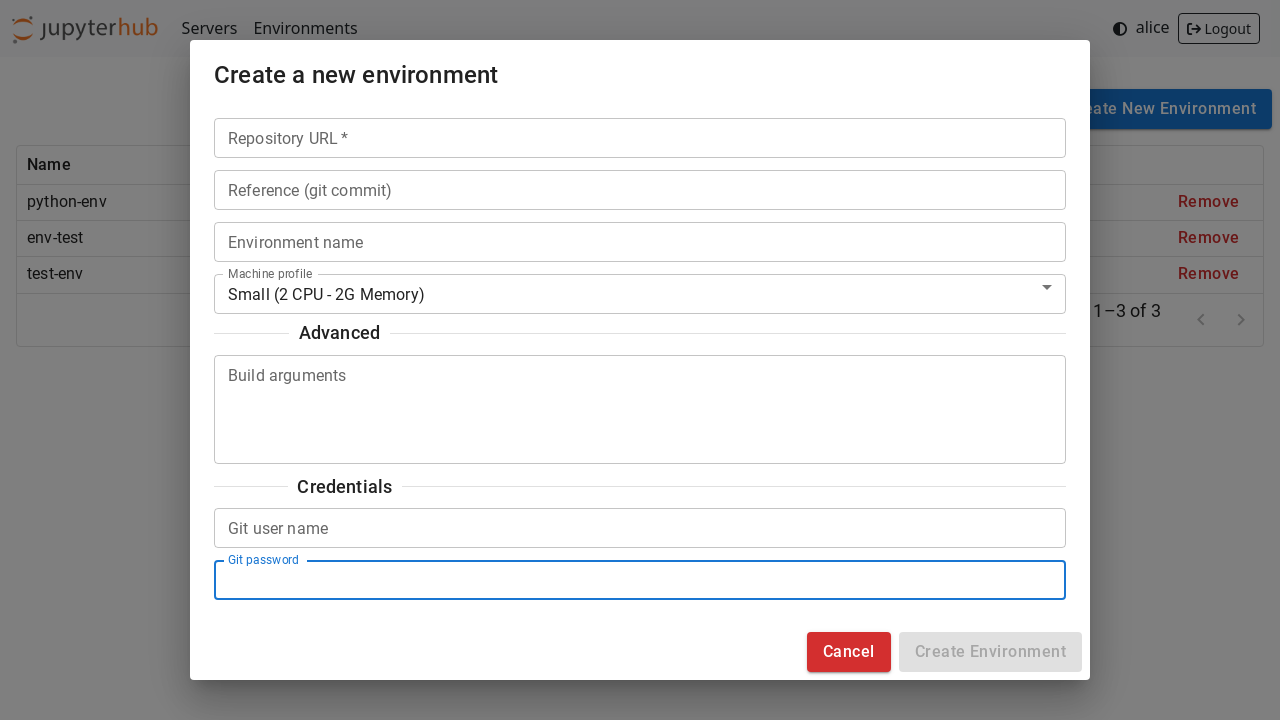 jupyterhub Servers Environments alice Logout
Create a new environment
eate New Environment
Repository URL *
Name
Reference (git commit)
python-env Remove
env-test Remove
Environment name
test-env Remove
Machine profile
Small (2 CPU - 2G Memory)
1–3 of 3
Advanced
Build arguments
Credentials
Git user name
Git password
Cancel Create Environment